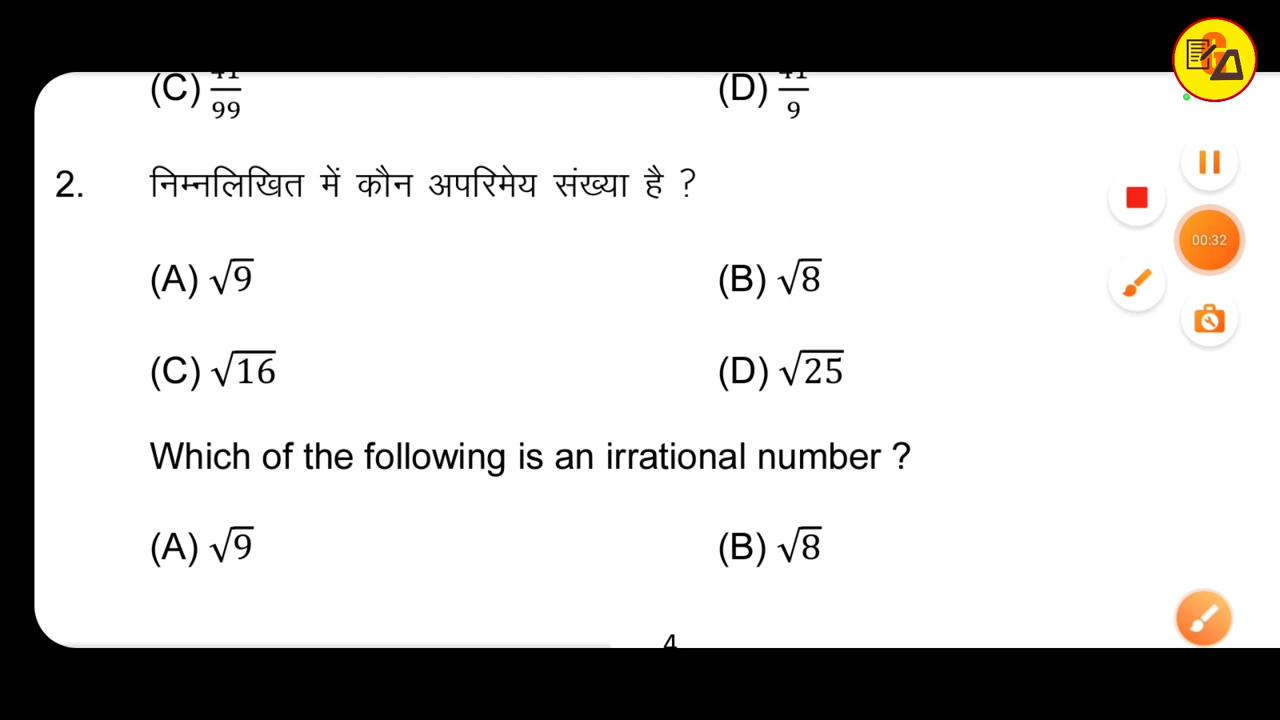 (C) 41/99 (D) 41/9
2. निम्नलिखित में कौन अपरिमेय संख्या है ?
(A) √9 (B) √8
(C) √16 (D) √25
Which of the following is an irrational number ?
(A) √9 (B) √8
4
00:32